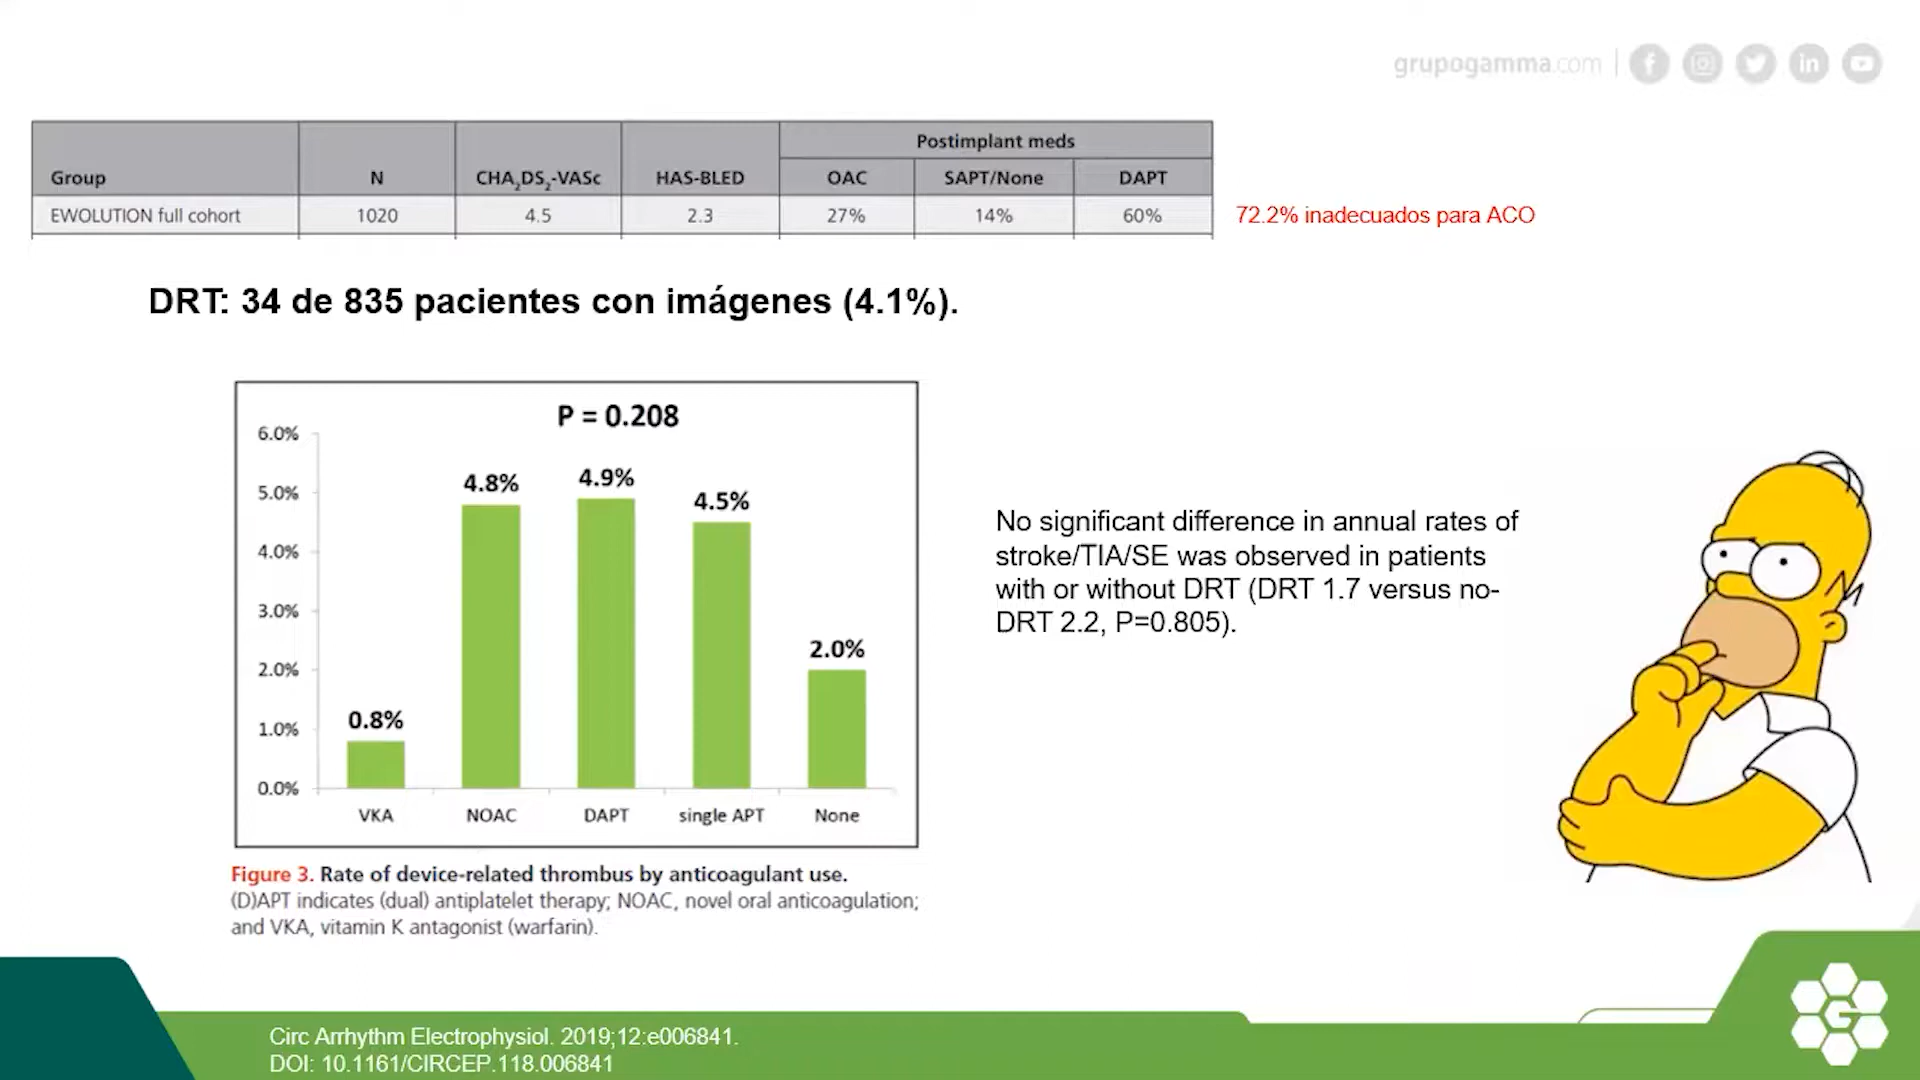 grupogamma.com
Group N CHA2DS2-VASc HAS-BLED Postimplant meds
OAC SAPT/None DAPT
EWOLUTION full cohort 1020 4.5 2.3 27% 14% 60%
72.2% inadecuados para ACO
DRT: 34 de 835 pacientes con imágenes (4.1%).
P = 0.208
6.0%
5.0%
4.0%
3.0%
2.0%
1.0%
0.0%
0.8%
4.8%
4.9%
4.5%
2.0%
VKA NOAC DAPT single APT None
Figure 3. Rate of device-related thrombus by anticoagulant use.
(D)APT indicates (dual) antiplatelet therapy; NOAC, novel oral anticoagulation;
and VKA, vitamin K antagonist (warfarin).
No significant difference in annual rates of
stroke/TIA/SE was observed in patients
with or without DRT (DRT 1.7 versus no-
DRT 2.2, P=0.805).
Circ Arrhythm Electrophysiol. 2019;12:e006841.
DOI: 10.1161/CIRCEP.118.006841